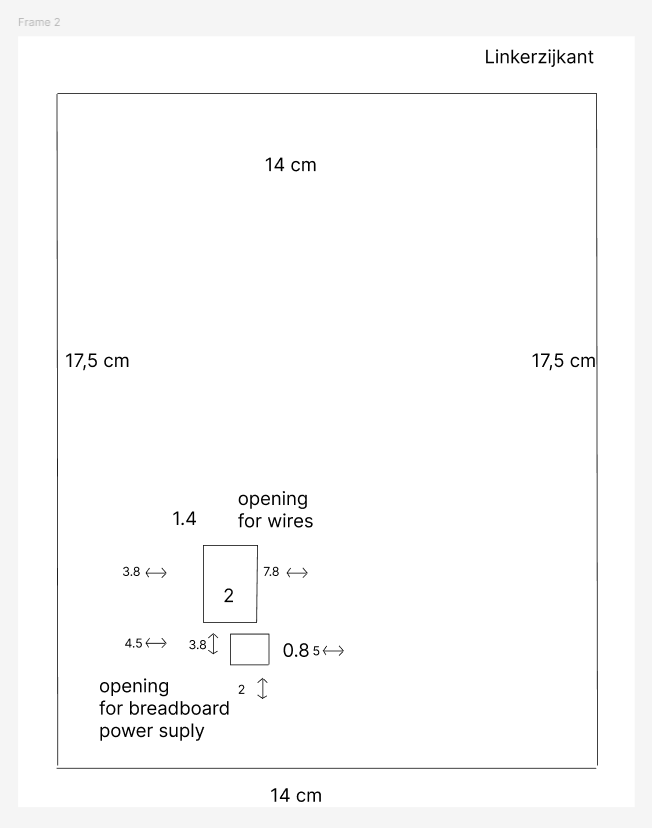 Frame 2
Linkerzijkant
14 cm
17,5 cm
17,5 cm
opening
for wires
1.4
3.8
7.8
2
4.5
3.8
0.8
5
opening
for breadboard
power suply
2
14 cm